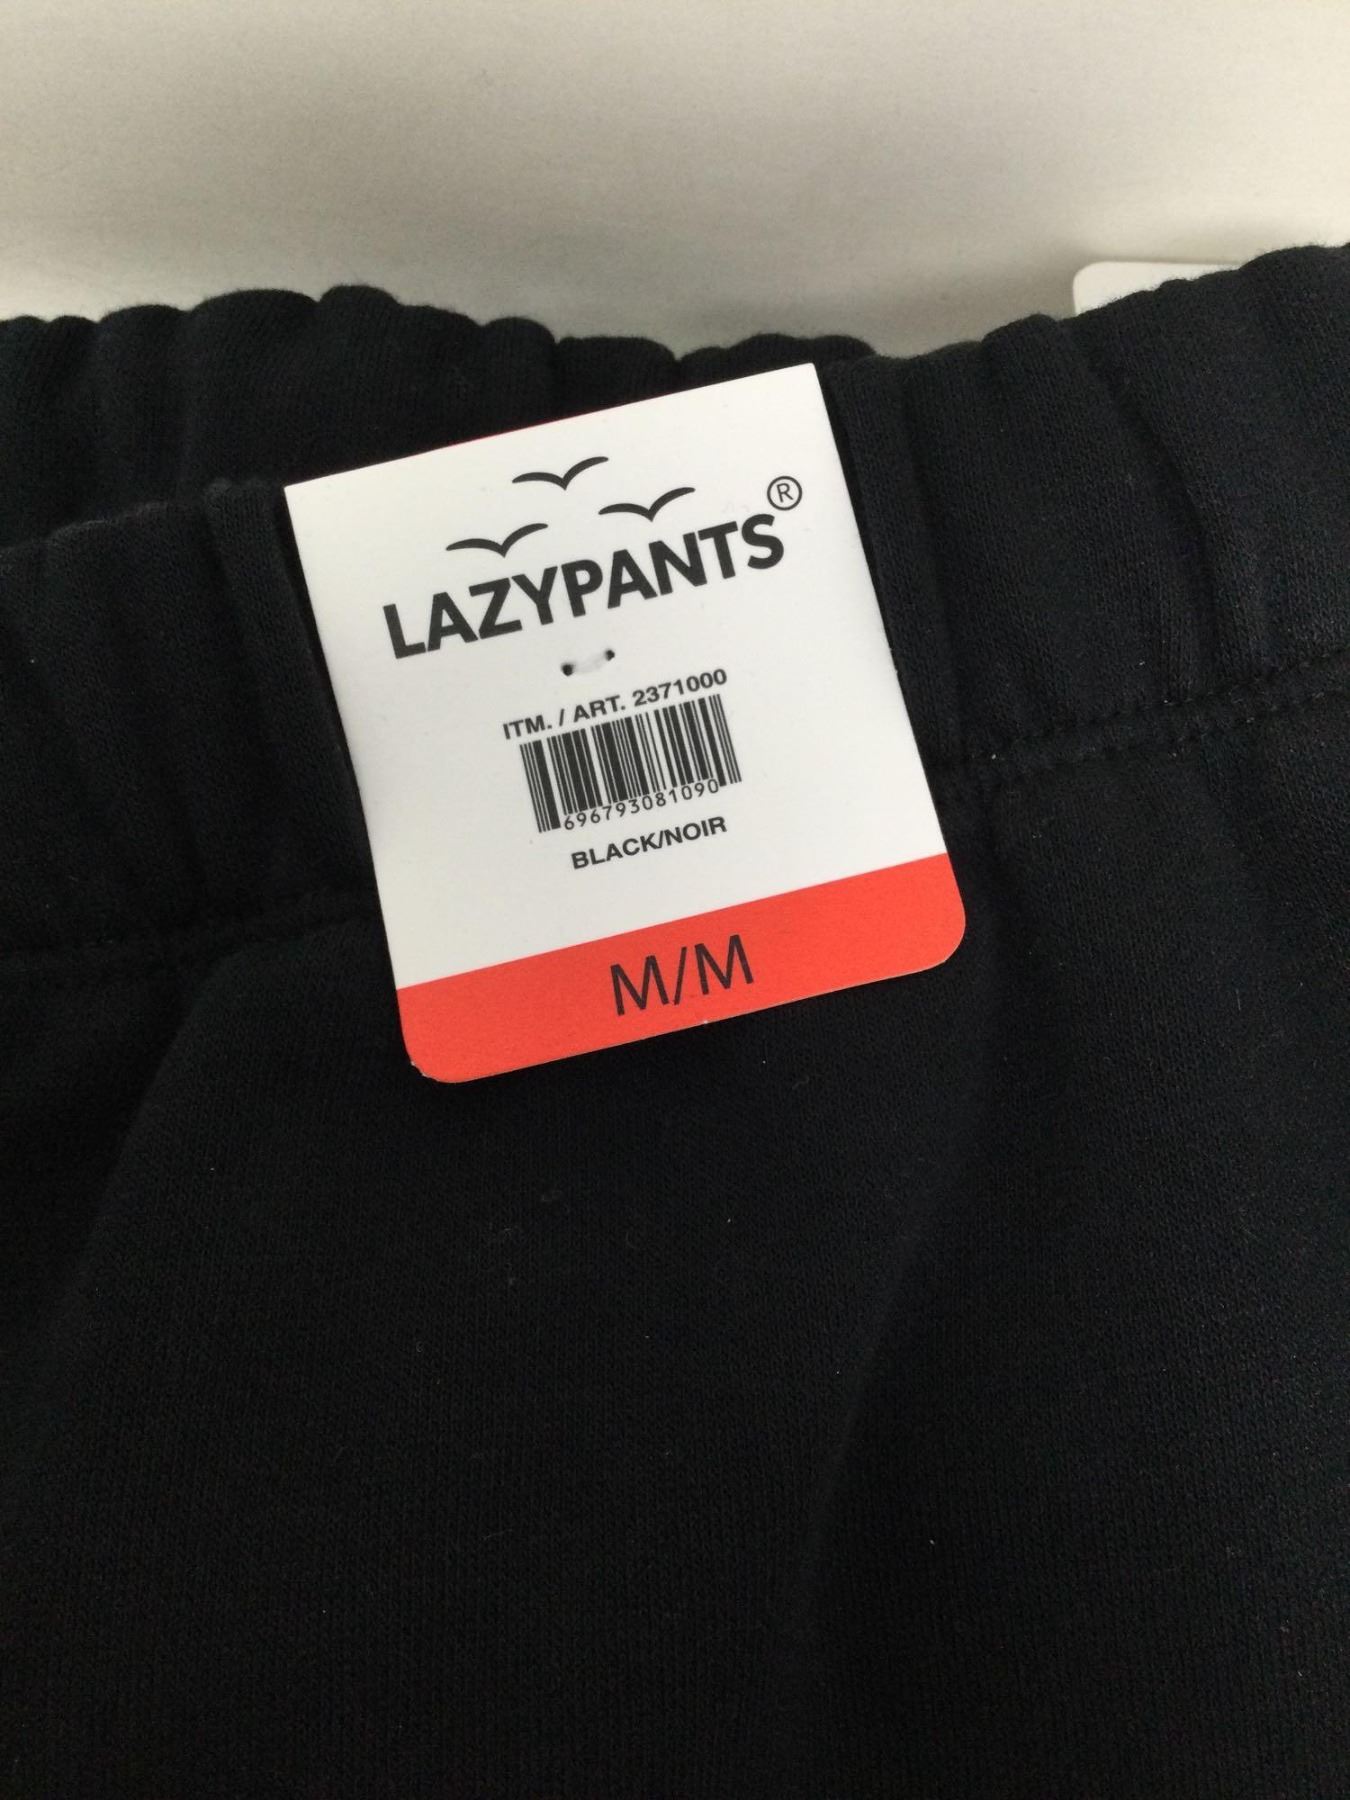 LAZYPANTS®
ITM. / ART. 2371000
696793081090
BLACK/NOIR
M/M